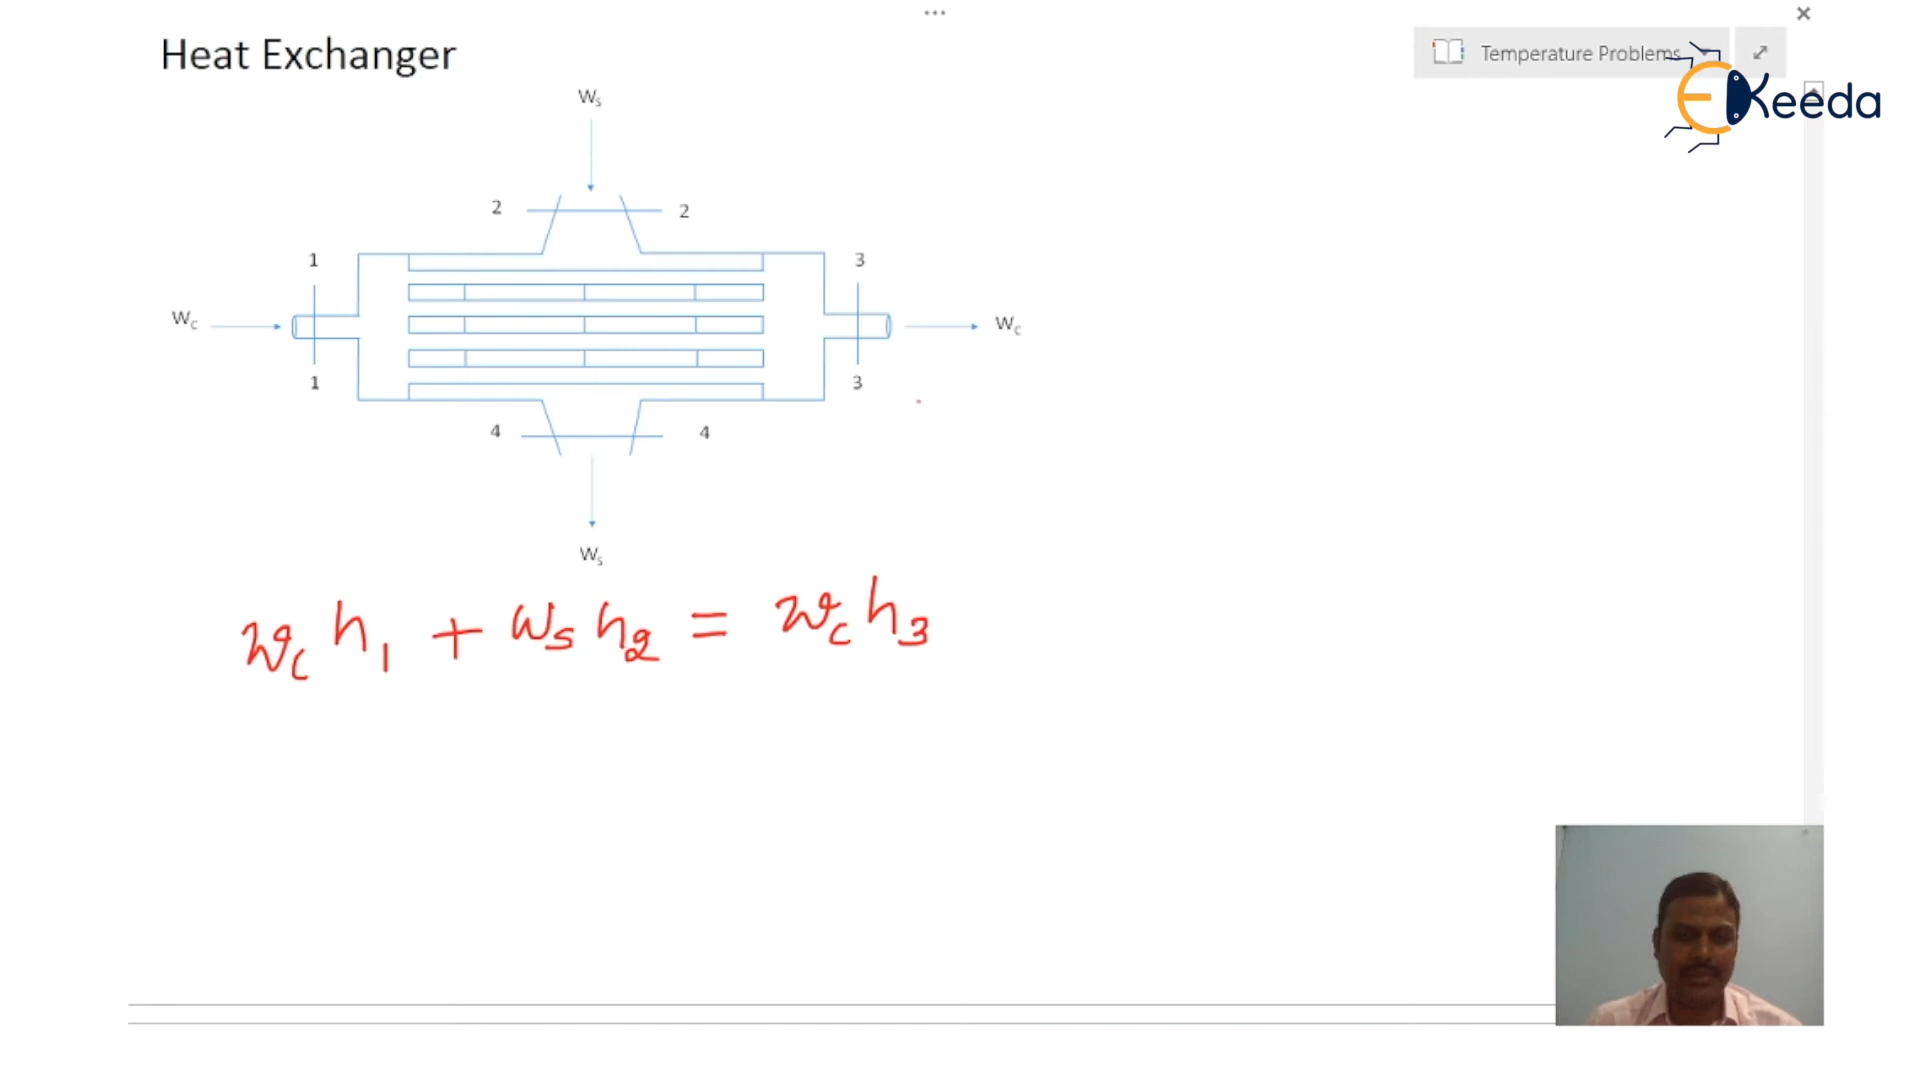 Heat Exchanger
Temperature Problems
EKeeda
Ws
2
2
1
3
Wc
Wc
1
3
4
4
Ws
wc h1 + ws h2 = wc h3